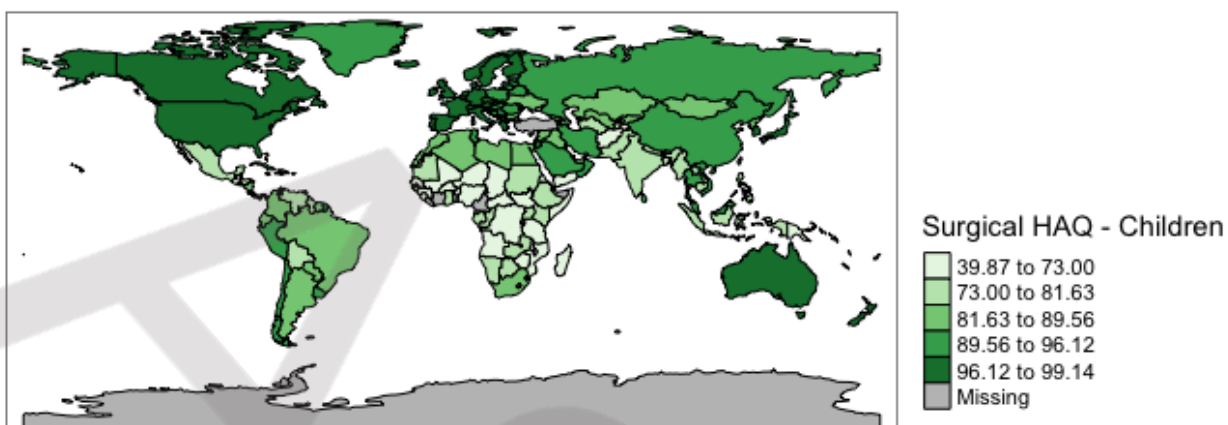 Surgical HAQ - Children
39.87 to 73.00
73.00 to 81.63
81.63 to 89.56
89.56 to 96.12
96.12 to 99.14
Missing